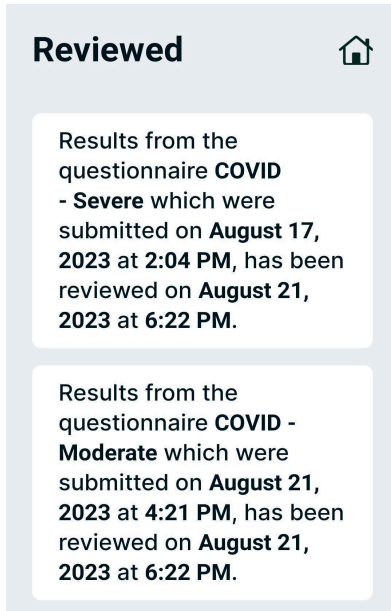 Reviewed
Results from the
questionnaire COVID
- Severe which were
submitted on August 17,
2023 at 2:04 PM, has been
reviewed on August 21,
2023 at 6:22 PM.
Results from the
questionnaire COVID -
Moderate which were
submitted on August 21,
2023 at 4:21 PM, has been
reviewed on August 21,
2023 at 6:22 PM.